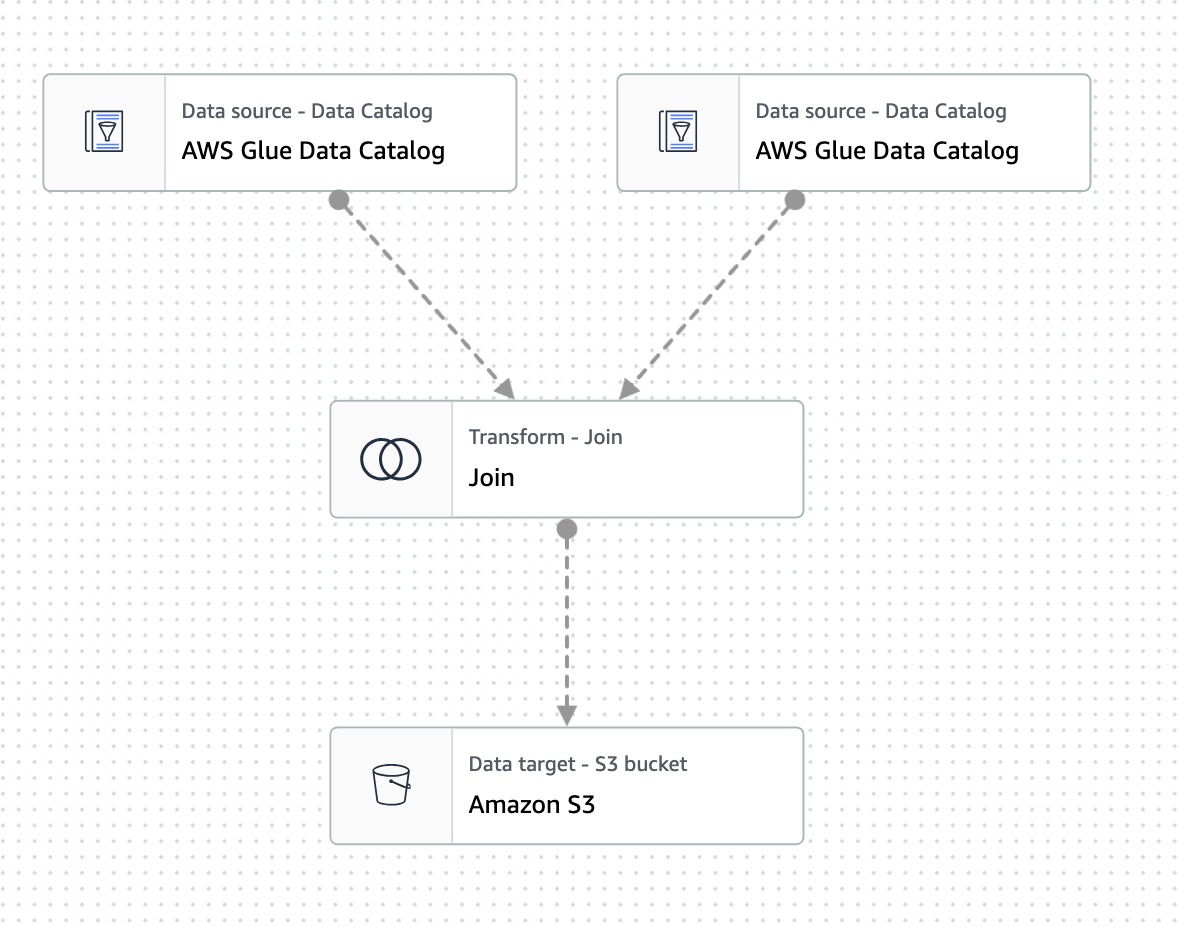 Data source - Data Catalog
AWS Glue Data Catalog
Data source - Data Catalog
AWS Glue Data Catalog
Transform - Join
Join
Data target - S3 bucket
Amazon S3